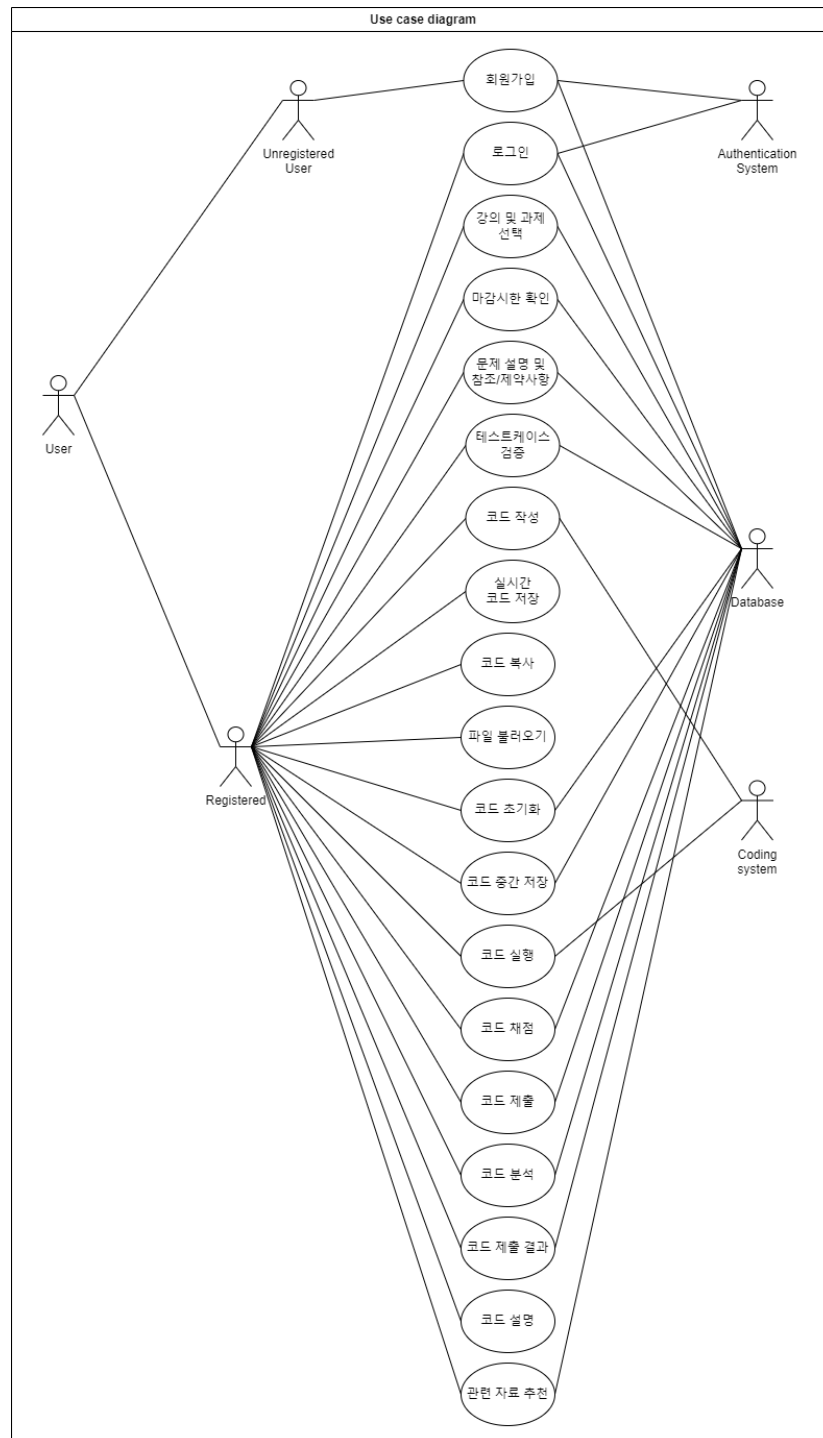 Use case diagram
회원가입
Unregistered
User
Authentication
System
로그인
강의 및 과제
선택
마감시한 확인
문제 설명 및
참조/제약사항
User
테스트케이스
검증
코드 작성
실시간
코드 저장
Database
코드 복사
파일 불러오기
Registered
코드 초기화
Coding
system
코드 중간 저장
코드 실행
코드 채점
코드 제출
코드 분석
코드 제출 결과
코드 설명
관련 자료 추천